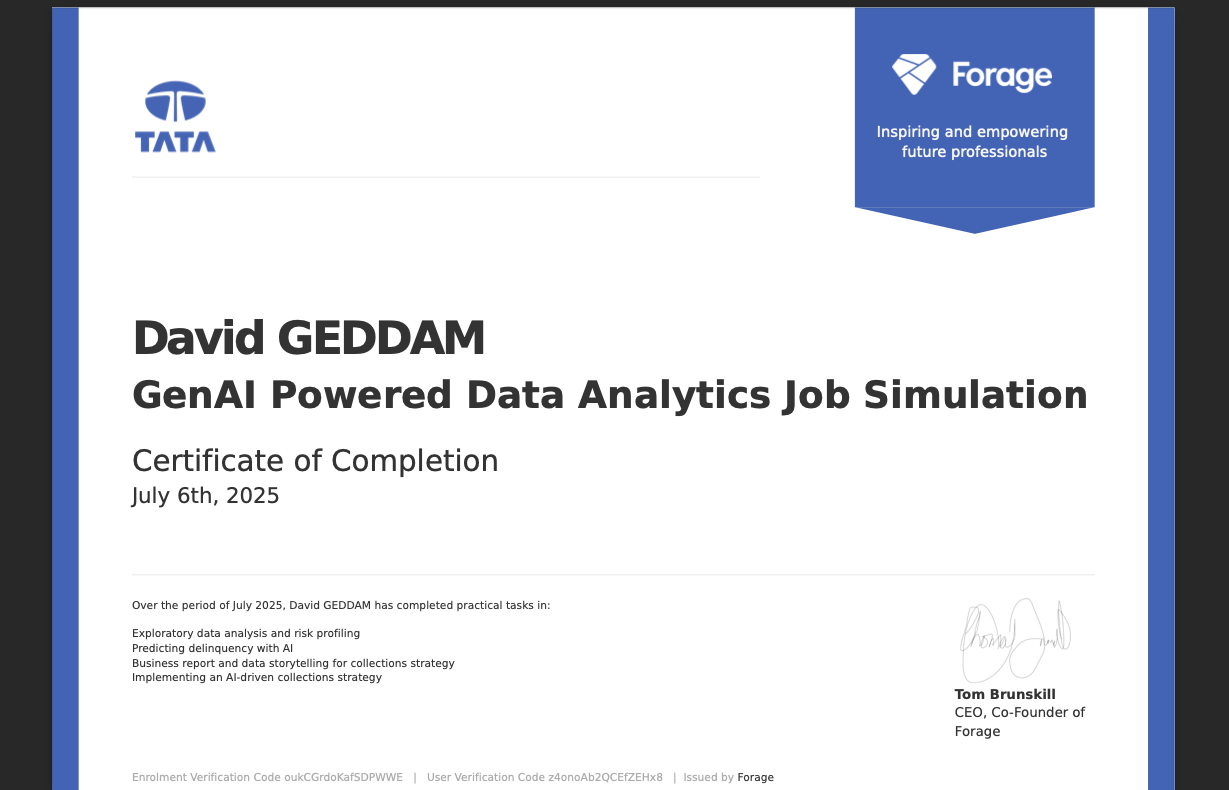 TATA
Forage
Inspiring and empowering
future professionals
David GEDDAM
GenAI Powered Data Analytics Job Simulation
Certificate of Completion
July 6th, 2025
Over the period of July 2025, David GEDDAM has completed practical tasks in:
Exploratory data analysis and risk profiling
Predicting delinquency with AI
Business report and data storytelling for collections strategy
Implementing an AI-driven collections strategy
Tom Brunskill
CEO, Co-Founder of
Forage
Enrolment Verification Code oukCGrdoKafSDPWWE | User Verification Code z4onoAb2QCEfZEHx8 | Issued by Forage